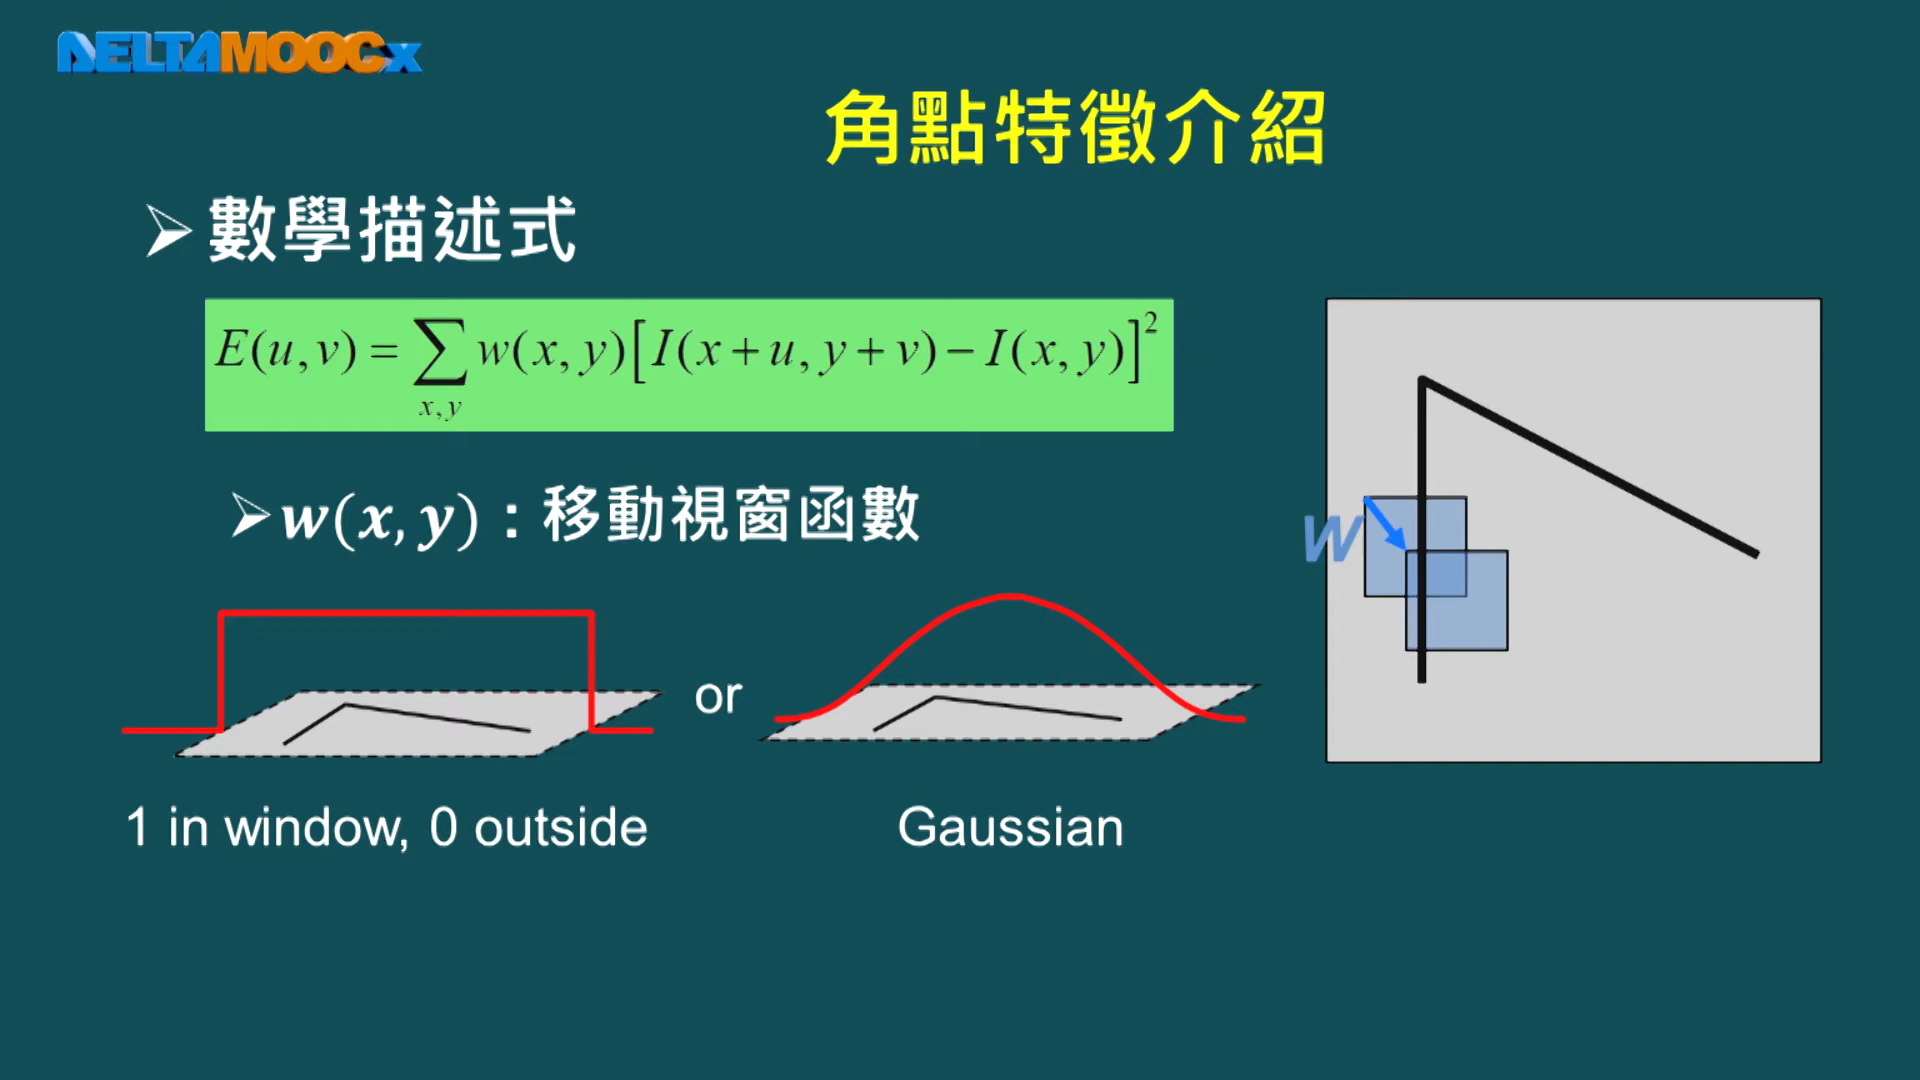 DELTAMOOCx
角點特徵介紹
➢數學描述式
E(u,v) = ∑x,y w(x,y)[I(x+u,y+v)−I(x,y)]²
➢w(x,y):移動視窗函數
W
or
1 in window, 0 outside
Gaussian